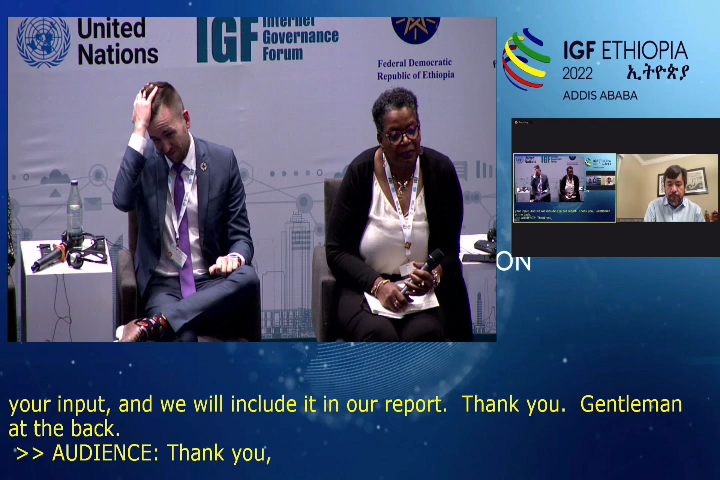 United
Nations
IGF
Internet
Governance
Forum
Federal Democratic
Republic of Ethiopia
IGF ETHIOPIA
2022 ኢትዮጵያ
ADDIS ABABA
ON
your input, and we will include it in our report. Thank you. Gentleman
at the back.
>> AUDIENCE: Thank you,